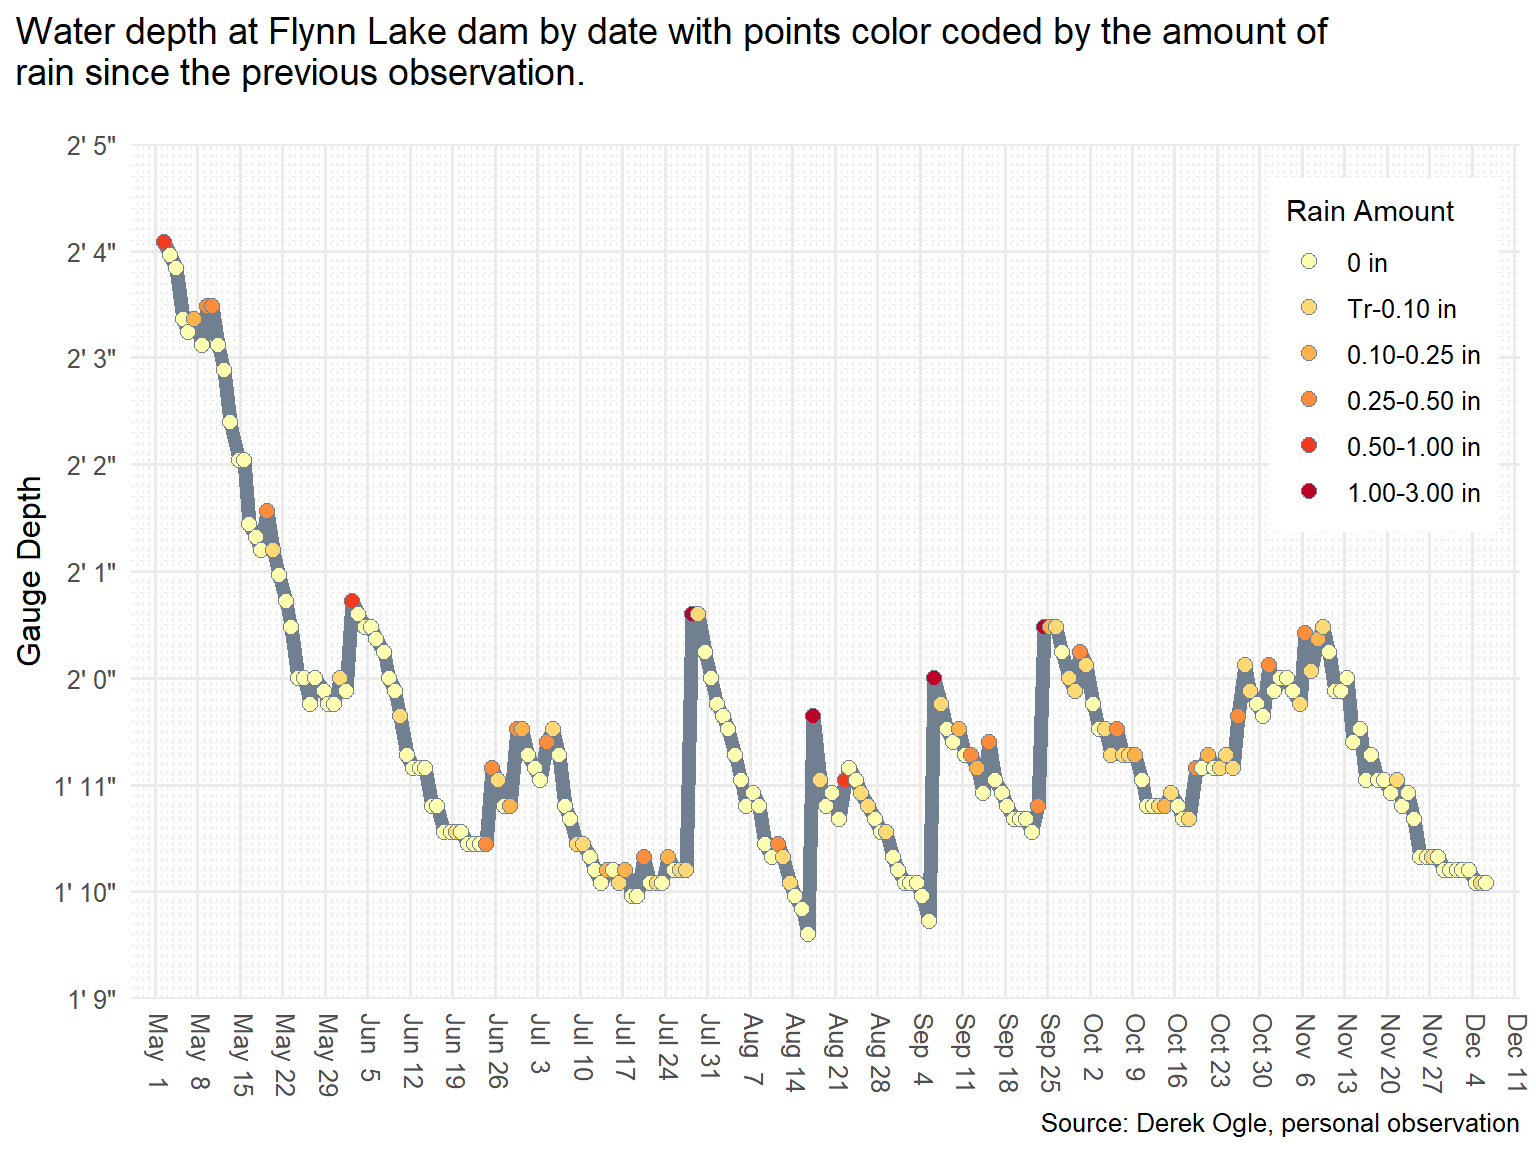 Water depth at Flynn Lake dam by date with points color coded by the amount of
rain since the previous observation.
2' 5"
2' 4"
2' 3"
2' 2"
2' 1"
2' 0"
1' 11"
1' 10"
1' 9"
Gauge Depth
Rain Amount
0 in
Tr-0.10 in
0.10-0.25 in
0.25-0.50 in
0.50-1.00 in
1.00-3.00 in
May 1
May 8
May 15
May 22
May 29
Jun 5
Jun 12
Jun 19
Jun 26
Jul 3
Jul 10
Jul 17
Jul 24
Jul 31
Aug 7
Aug 14
Aug 21
Aug 28
Sep 4
Sep 11
Sep 18
Sep 25
Oct 2
Oct 9
Oct 16
Oct 23
Oct 30
Nov 6
Nov 13
Nov 20
Nov 27
Dec 4
Dec 11
Source: Derek Ogle, personal observation